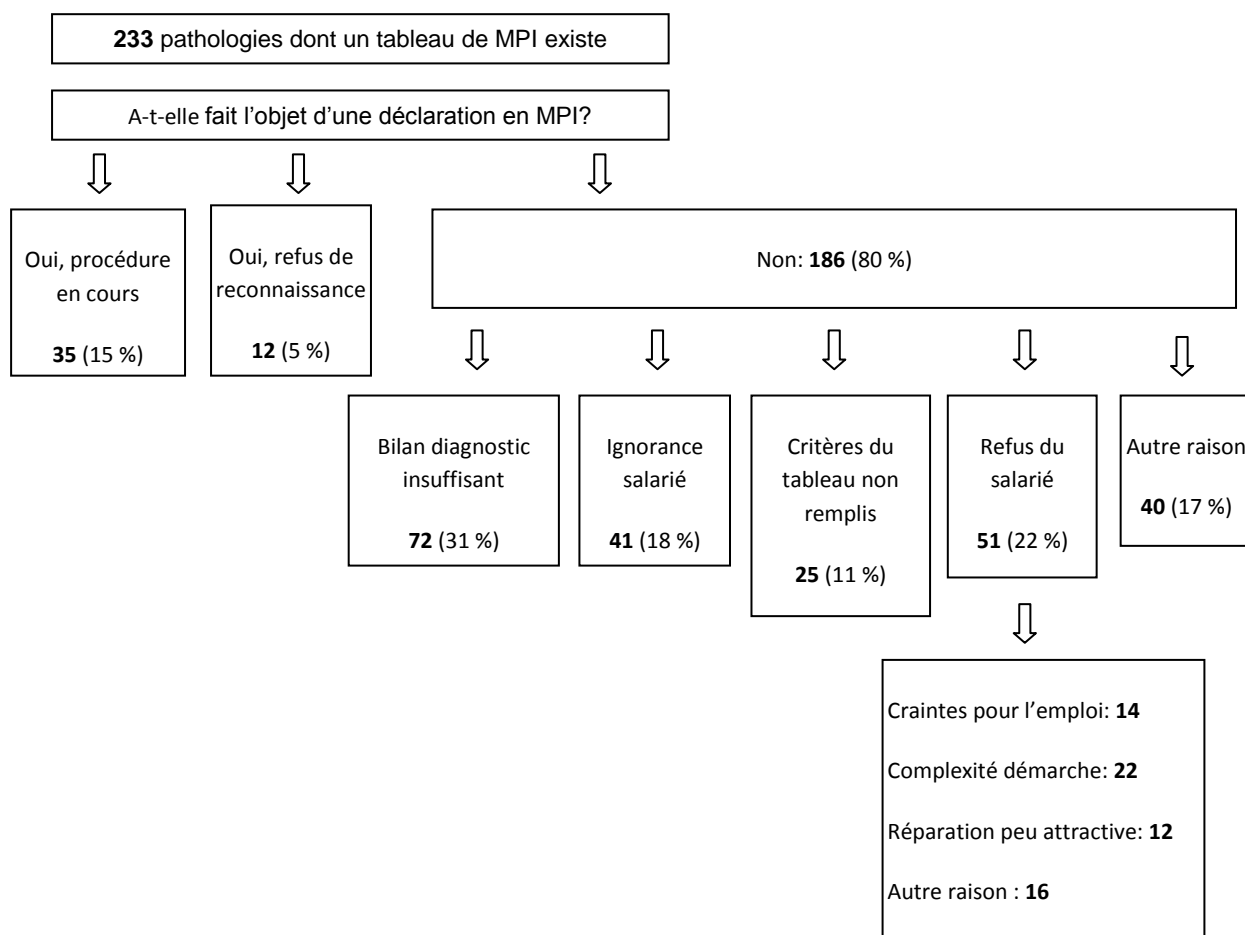 233 pathologies dont un tableau de MPI existe
A-t-elle fait l’objet d’une déclaration en MPI?
Oui, procédure
en cours
35 (15 %)
Oui, refus de
reconnaissance
12 (5 %)
Non: 186 (80 %)
Bilan diagnostic
insuffisant
72 (31 %)
Ignorance
salarié
41 (18 %)
Critères du
tableau non
remplis
25 (11 %)
Refus du
salarié
51 (22 %)
Autre raison
40 (17 %)
Craintes pour l’emploi: 14
Complexité démarche: 22
Réparation peu attractive: 12
Autre raison : 16